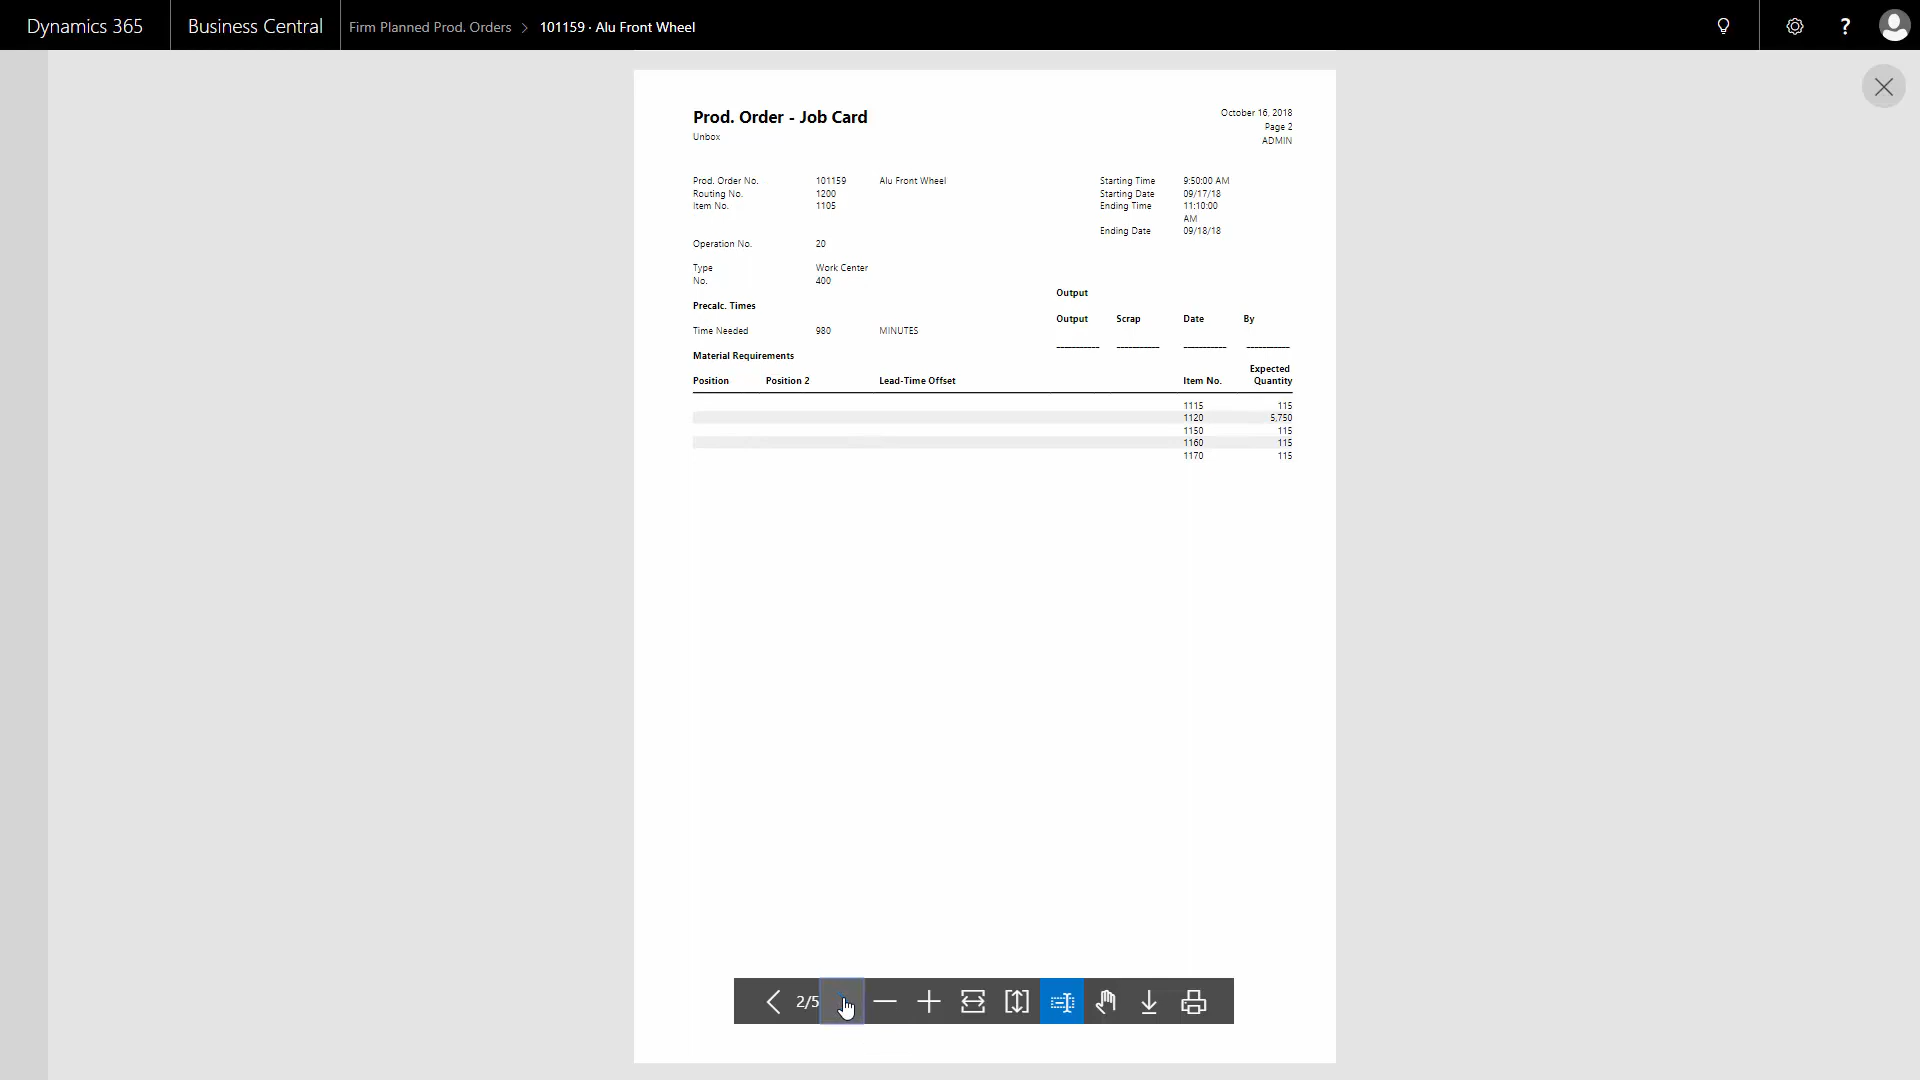 Dynamics 365 Business Central Firm Planned Prod. Orders > 101159 · Alu Front Wheel ?
Prod. Order - Job Card October 16, 2018
Unbox Page 2
ADMIN
Prod. Order No. 101159 Alu Front Wheel Starting Time 9:50:00 AM
Routing No. 1200 Starting Date 09/17/18
Item No. 1105 Ending Time 11:10:00
AM
Ending Date 09/18/18
Operation No. 20
Type Work Center
No. 400
Output
Precalc. Times
Output Scrap Date By
Time Needed 980 MINUTES
Material Requirements
Expected
Position Position 2 Lead-Time Offset Item No. Quantity
1115 115
1120 5,750
1150 115
1160 115
1170 115
2/5